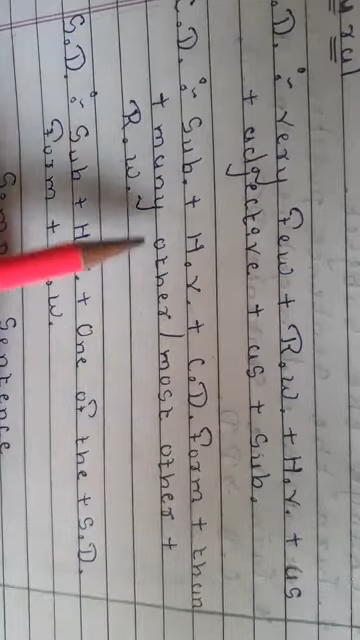 P.D. : Very Few + R.W. + H.V. + as
+ adjective + as + Sub.
C.D. : Sub. + H.V. + C.D. Form + than
+ many other / most other +
R.W.
S.D. : Sub + H + One of the + S.D.
Form + .W.
Sentence